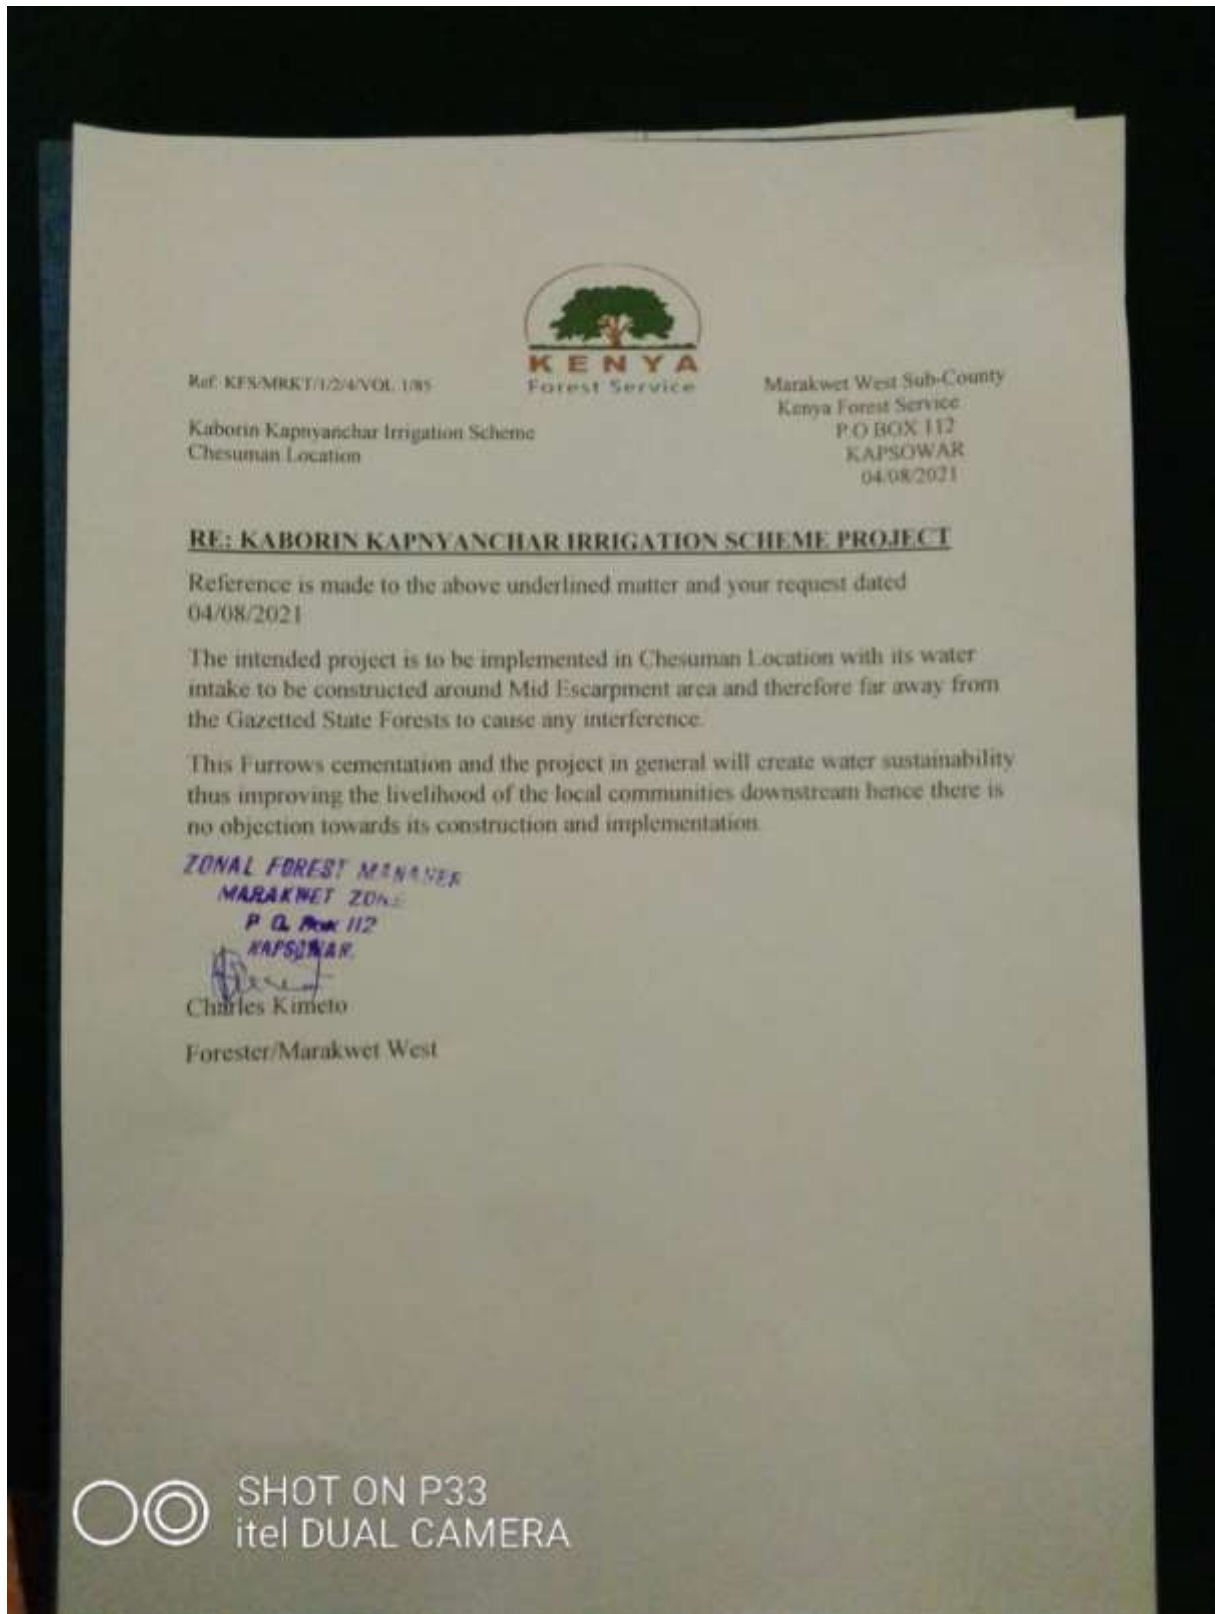 KENYA
Forest Service
Ref: KFS/MRKT/1/2/4/VOL 1/85
Marakwet West Sub-County
Kenya Forest Service
P.O BOX 112
KAPSOWAR
04/08/2021
Kaborin Kapnyanchar Irrigation Scheme
Chesuman Location
RE: KABORIN KAPNYANCHAR IRRIGATION SCHEME PROJECT
Reference is made to the above underlined matter and your request dated
04/08/2021
The intended project is to be implemented in Chesuman Location with its water
intake to be constructed around Mid Escarpment area and therefore far away from
the Gazetted State Forests to cause any interference.
This Furrows cementation and the project in general will create water sustainability
thus improving the livelihood of the local communities downstream hence there is
no objection towards its construction and implementation.
ZONAL FOREST MANAGER
MARAKWET ZONE
P O. Box 112
KAPSOWAR.
Charles Kimeto
Forester/Marakwet West
SHOT ON P33
itel DUAL CAMERA